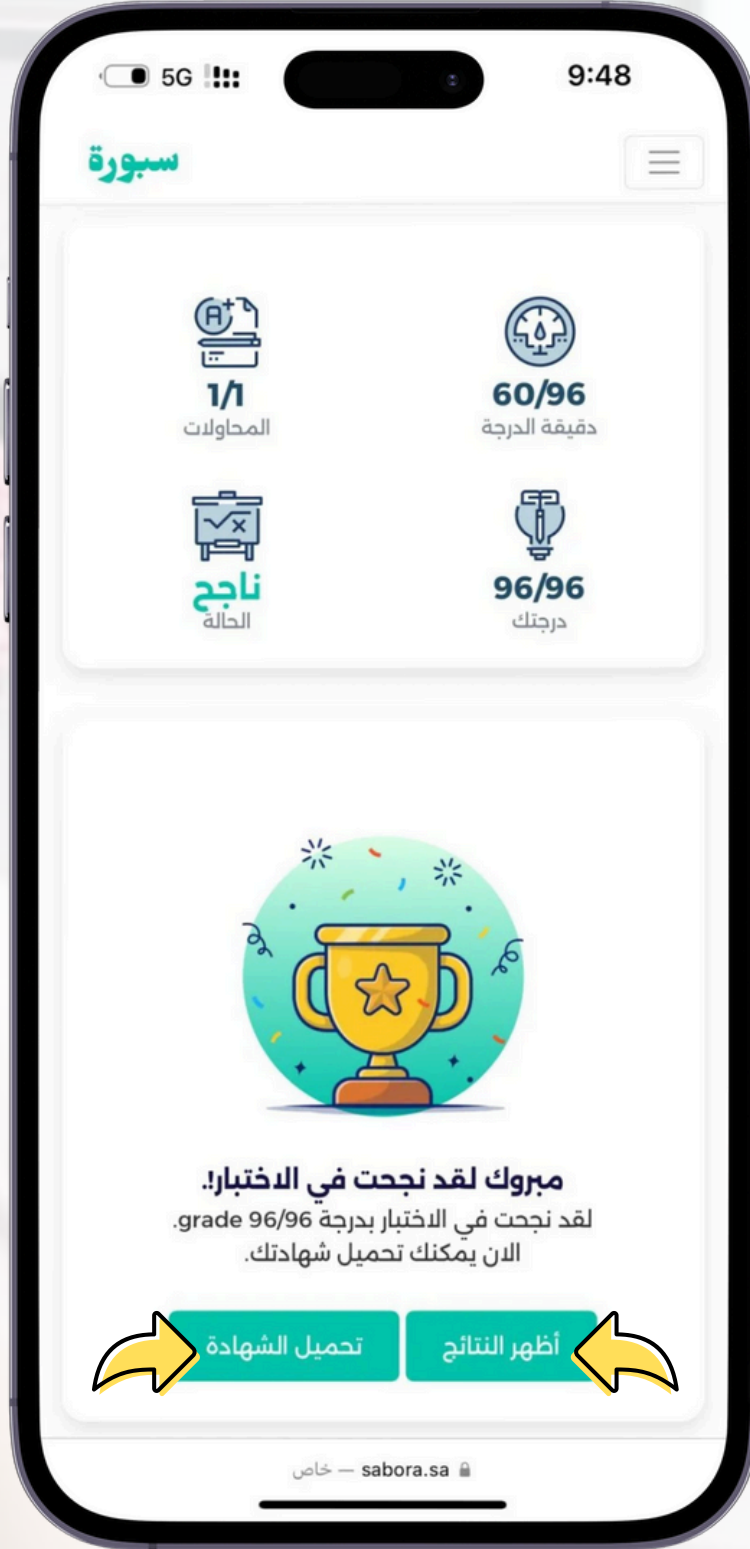 9:48
5G
سبورة
60/96
دقيقة الدرجة
1/1
المحاولات
96/96
درجتك
ناجح
الحالة
مبروك لقد نجحت في الاختبار!.
لقد نجحت في الاختبار بدرجة 96/96 grade.
الان يمكنك تحميل شهادتك.
أظهر النتائج
تحميل الشهادة
sabora.sa — خاص